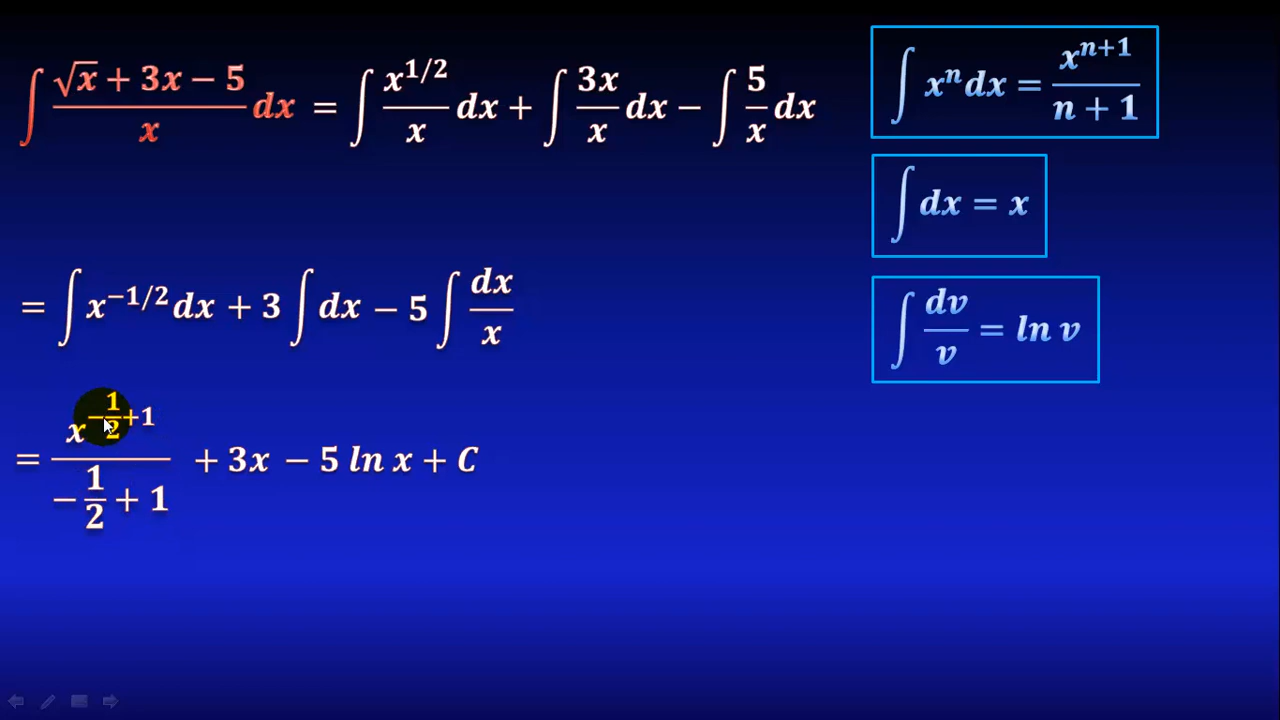 ∫ (√x + 3x − 5)/x dx = ∫ x^{1/2}/x dx + ∫ 3x/x dx − ∫ 5/x dx
= ∫ x^{−1/2} dx + 3 ∫ dx − 5 ∫ dx/x
= x^{−1/2+1}/(−1/2 + 1) + 3x − 5 ln x + C
∫ xⁿ dx = x^{n+1}/(n + 1)
∫ dx = x
∫ dv/v = ln v